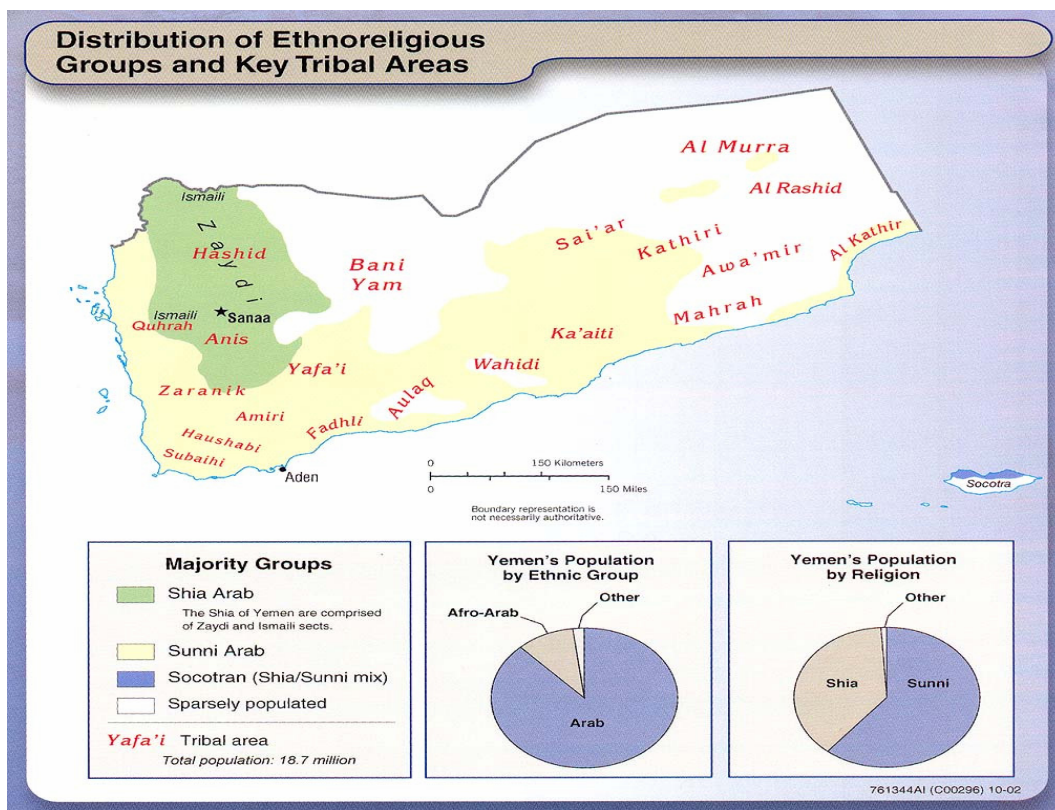 Distribution of Ethnoreligious
Groups and Key Tribal Areas
Al Murra
Ismaili
Al Rashid
Zaydi
Sai'ar
Kathiri
Al Kathir
Hashid
Bani
Yam
Awa'mir
Ismaili
Sanaa
Mahrah
Quhrah
Anis
Ka'aiti
Yafa'i
Wahidi
Zaranik
Aulaq
Amiri
Fadhli
Haushabi
Subaihi
Aden
0 150 Kilometers
0 150 Miles
Boundary representation is
not necessarily authoritative.
Socotra
Majority Groups
Shia Arab
The Shia of Yemen are comprised
of Zaydi and Ismaili sects.
Sunni Arab
Socotran (Shia/Sunni mix)
Sparsely populated
Yafa'i Tribal area
Total population: 18.7 million
Yemen's Population
by Ethnic Group
Other
Afro-Arab
Arab
Yemen's Population
by Religion
Other
Shia
Sunni
761344AI (C00296) 10-02